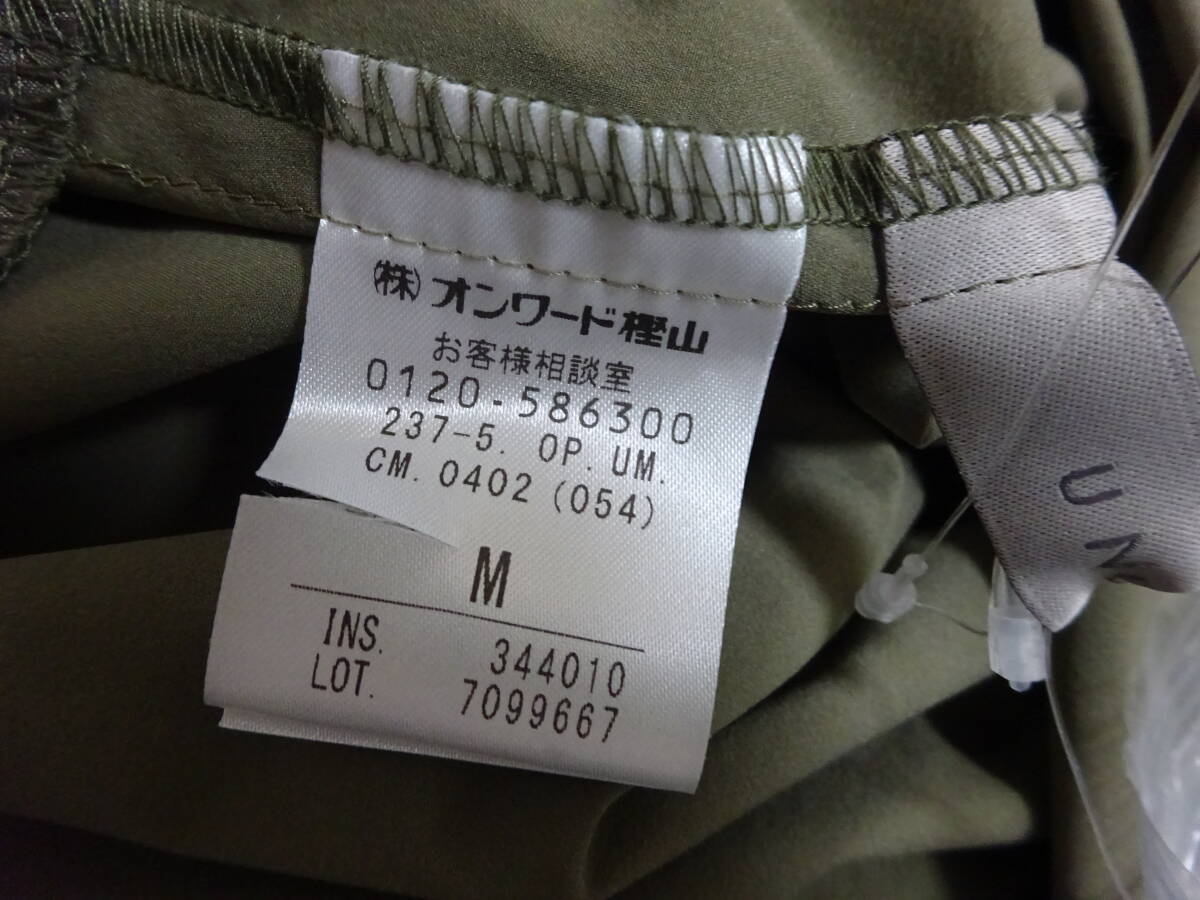 ㈱オンワード樫山
お客様相談室
0120-586300
237-5. OP. UM.
CM. 0402 (054)
M
INS. 344010
LOT. 7099667
UN